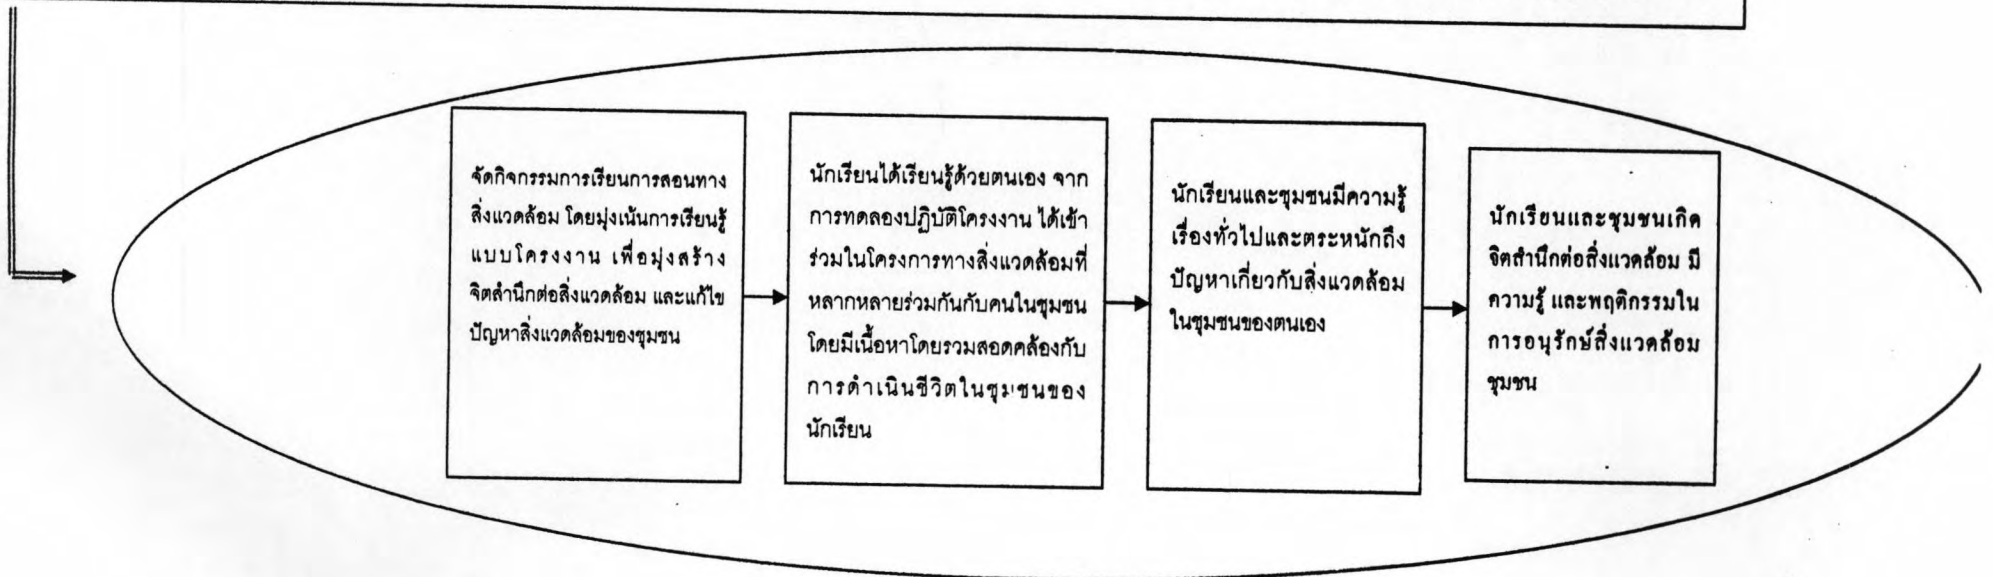 จัดกิจกรรมการเรียนการสอนทาง
สิ่งแวดล้อม โดยมุ่งเน้นการเรียนรู้
แบบโครงงาน เพื่อมุ่งสร้าง
จิตสำนึกต่อสิ่งแวดล้อม และแก้ไข
ปัญหาสิ่งแวดล้อมของชุมชน
นักเรียนได้เรียนรู้ด้วยตนเอง จาก
การทดลองปฏิบัติโครงงาน ได้เข้า
ร่วมในโครงการทางสิ่งแวดล้อมที่
หลากหลายร่วมกันกับคนในชุมชน
โดยมีเนื้อหาโดยรวมสอดคล้องกับ
การดำเนินชีวิตในชุมชนของ
นักเรียน
นักเรียนและชุมชนมีความรู้
เรื่องทั่วไปและตระหนักถึง
ปัญหาเกี่ยวกับสิ่งแวดล้อม
ในชุมชนของตนเอง
นักเรียนและชุมชนเกิด
จิตสำนึกต่อสิ่งแวดล้อม มี
ความรู้ และพฤติกรรมใน
การอนุรักษ์สิ่งแวดล้อม
ชุมชน